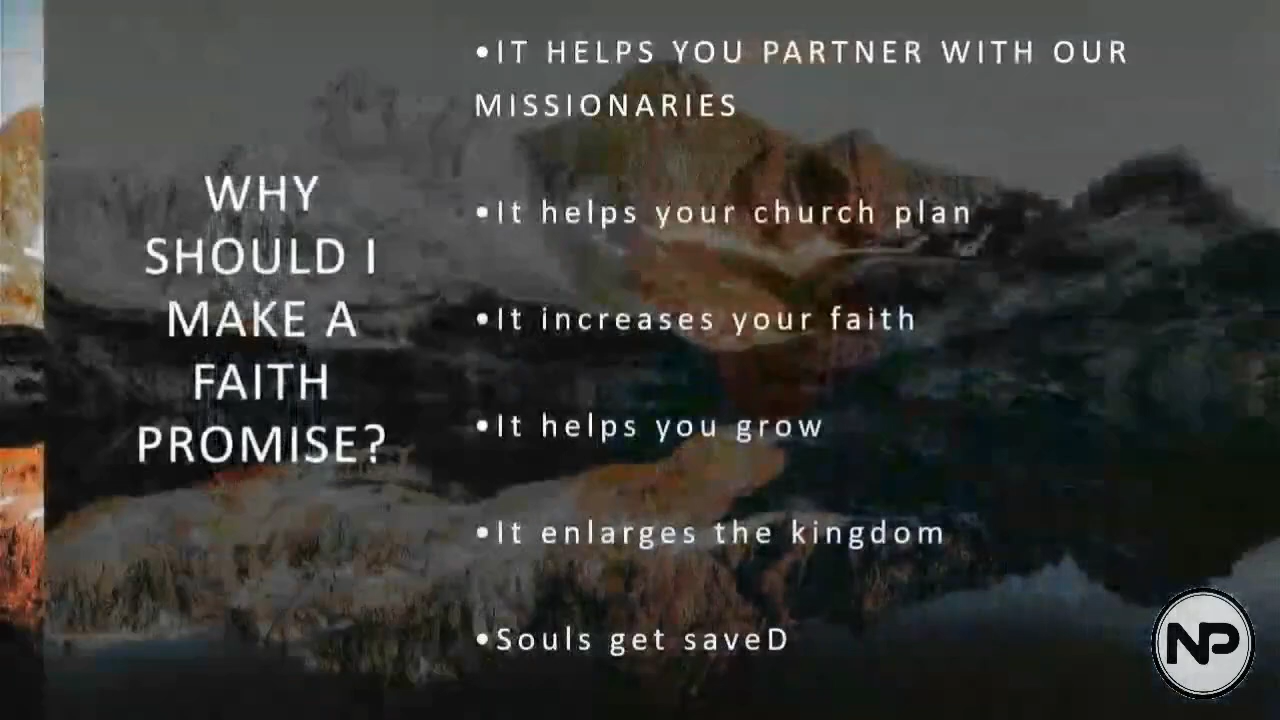 WHY
SHOULD I
MAKE A
FAITH
PROMISE?
•IT HELPS YOU PARTNER WITH OUR
MISSIONARIES
•It helps your church plan
•It increases your faith
•It helps you grow
•It enlarges the kingdom
•Souls get saveD
NP